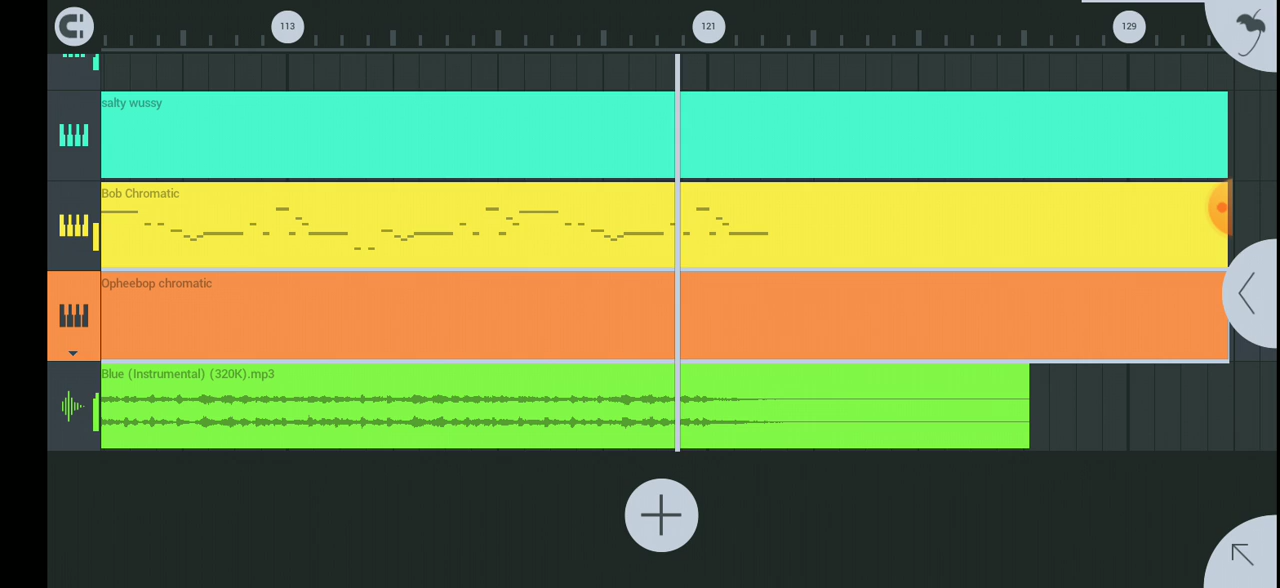 113 121 129
salty wussy
Bob Chromatic
Opheebop chromatic
Blue (Instrumental) (320K).mp3